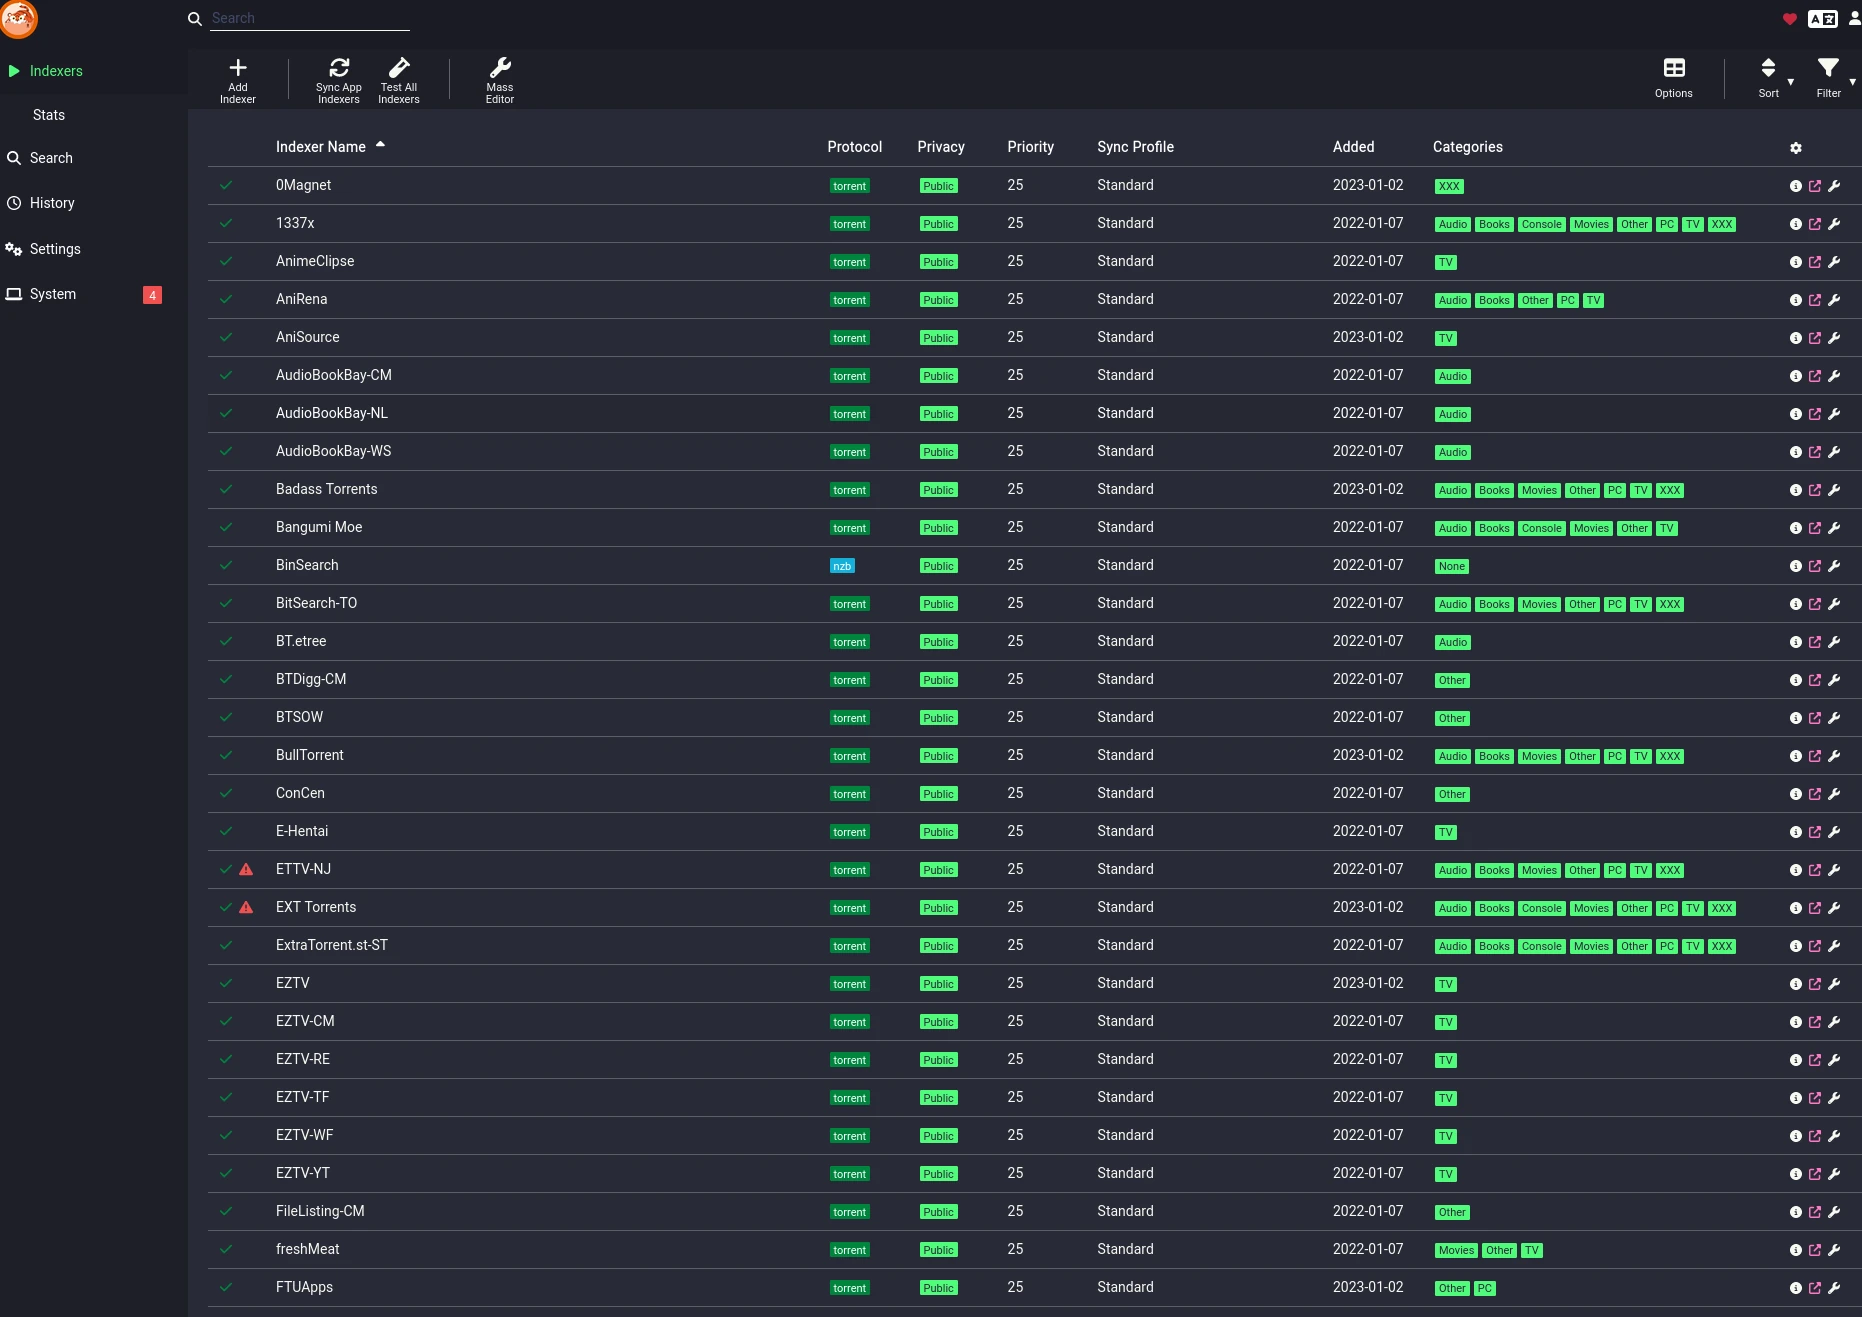 Search
Indexers
Stats
Search
History
Settings
System 4
Add Indexer
Sync App Indexers
Test All Indexers
Mass Editor
Options
Sort
Filter
Indexer Name Protocol Privacy Priority Sync Profile Added Categories
0Magnet torrent Public 25 Standard 2023-01-02 XXX
1337x torrent Public 25 Standard 2022-01-07 Audio Books Console Movies Other PC TV XXX
AnimeClipse torrent Public 25 Standard 2022-01-07 TV
AniRena torrent Public 25 Standard 2022-01-07 Audio Books Other PC TV
AniSource torrent Public 25 Standard 2023-01-02 TV
AudioBookBay-CM torrent Public 25 Standard 2022-01-07 Audio
AudioBookBay-NL torrent Public 25 Standard 2022-01-07 Audio
AudioBookBay-WS torrent Public 25 Standard 2022-01-07 Audio
Badass Torrents torrent Public 25 Standard 2023-01-02 Audio Books Movies Other PC TV XXX
Bangumi Moe torrent Public 25 Standard 2022-01-07 Audio Books Console Movies Other TV
BinSearch nzb Public 25 Standard 2022-01-07 None
BitSearch-TO torrent Public 25 Standard 2022-01-07 Audio Books Movies Other PC TV XXX
BT.etree torrent Public 25 Standard 2022-01-07 Audio
BTDigg-CM torrent Public 25 Standard 2022-01-07 Other
BTSOW torrent Public 25 Standard 2022-01-07 Other
BullTorrent torrent Public 25 Standard 2023-01-02 Audio Books Movies Other PC TV XXX
ConCen torrent Public 25 Standard 2022-01-07 Other
E-Hentai torrent Public 25 Standard 2022-01-07 TV
ETTV-NJ torrent Public 25 Standard 2022-01-07 Audio Books Movies Other PC TV XXX
EXT Torrents torrent Public 25 Standard 2023-01-02 Audio Books Console Movies Other PC TV XXX
ExtraTorrent.st-ST torrent Public 25 Standard 2022-01-07 Audio Books Console Movies Other PC TV XXX
EZTV torrent Public 25 Standard 2023-01-02 TV
EZTV-CM torrent Public 25 Standard 2022-01-07 TV
EZTV-RE torrent Public 25 Standard 2022-01-07 TV
EZTV-TF torrent Public 25 Standard 2022-01-07 TV
EZTV-WF torrent Public 25 Standard 2022-01-07 TV
EZTV-YT torrent Public 25 Standard 2022-01-07 TV
FileListing-CM torrent Public 25 Standard 2022-01-07 Other
freshMeat torrent Public 25 Standard 2022-01-07 Movies Other TV
FTUApps torrent Public 25 Standard 2023-01-02 Other PC